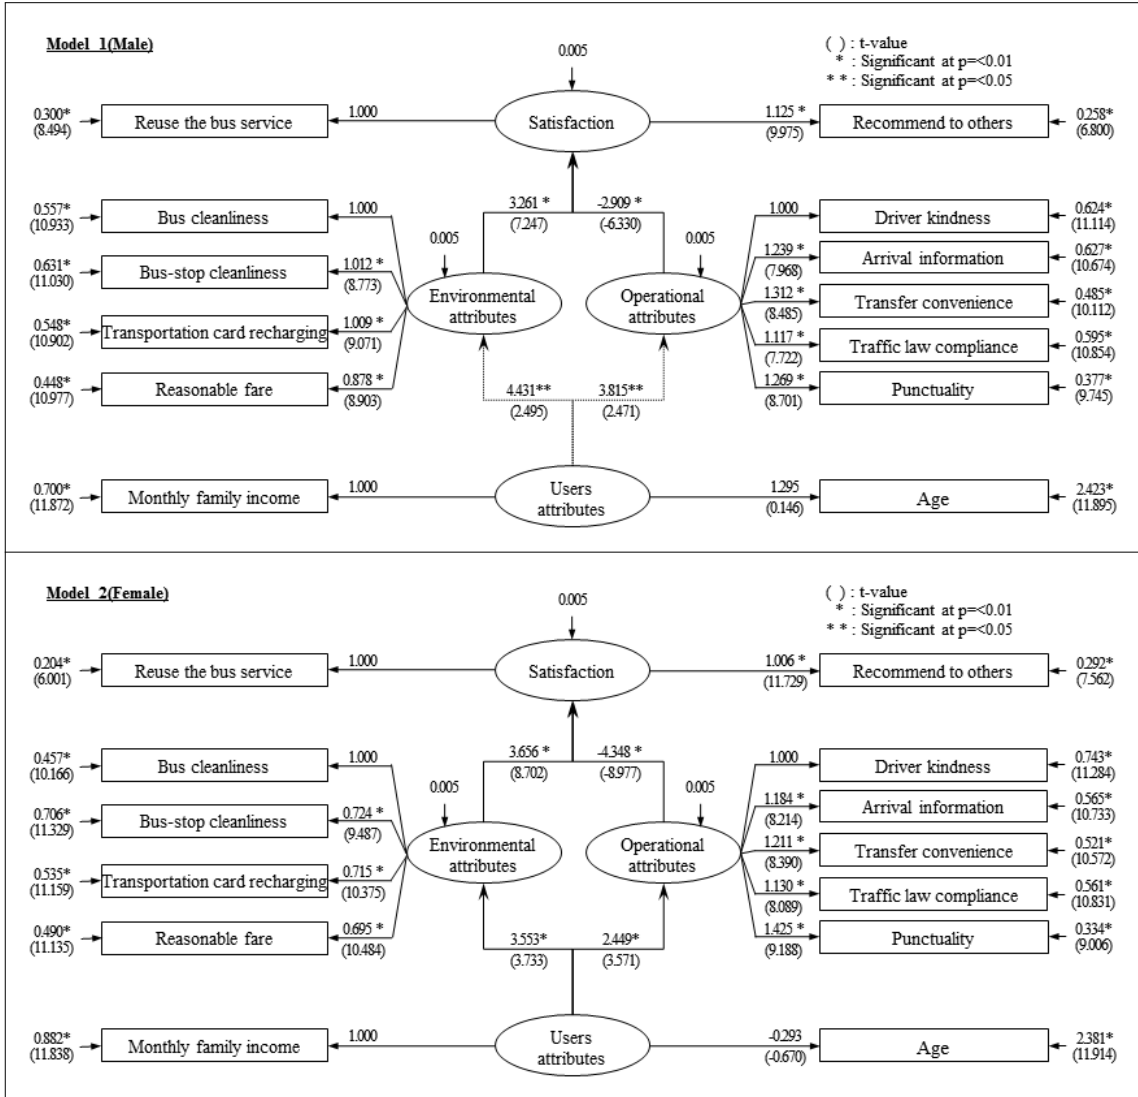 Model 1(Male)
0.005
( ) : t-value
* : Significant at p=<0.01
* * : Significant at p=<0.05
0.300*
(8.494)
Reuse the bus service
1.000
Satisfaction
1.125 *
(9.975)
Recommend to others
0.258*
(6.800)
0.557*
(10.933)
Bus cleanliness
1.000
3.261 *
(7.247)
-2.909 *
(-6.330)
1.000
Driver kindness
0.624*
(11.114)
0.005
0.005
0.631*
(11.030)
Bus-stop cleanliness
1.012 *
(8.773)
1.239 *
(7.968)
Arrival information
0.627*
(10.674)
Environmental
attributes
Operational
attributes
1.312 *
(8.485)
Transfer convenience
0.485*
(10.112)
0.548*
(10.902)
Transportation card recharging
1.009 *
(9.071)
1.117 *
(7.722)
Traffic law compliance
0.595*
(10.854)
0.448*
(10.977)
Reasonable fare
0.878 *
(8.903)
4.431**
(2.495)
3.815**
(2.471)
1.269 *
(8.701)
Punctuality
0.377*
(9.745)
0.700*
(11.872)
Monthly family income
1.000
Users
attributes
1.295
(0.146)
Age
2.423*
(11.895)
Model 2(Female)
0.005
( ) : t-value
* : Significant at p=<0.01
* * : Significant at p=<0.05
0.204*
(6.001)
Reuse the bus service
1.000
Satisfaction
1.006 *
(11.729)
Recommend to others
0.292*
(7.562)
0.457*
(10.166)
Bus cleanliness
1.000
3.656 *
(8.702)
-4.348 *
(-8.977)
1.000
Driver kindness
0.743*
(11.284)
0.005
0.005
0.706*
(11.329)
Bus-stop cleanliness
0.724 *
(9.487)
1.184 *
(8.214)
Arrival information
0.565*
(10.733)
Environmental
attributes
Operational
attributes
1.211 *
(8.390)
Transfer convenience
0.521*
(10.572)
0.535*
(11.159)
Transportation card recharging
0.715 *
(10.375)
1.130 *
(8.089)
Traffic law compliance
0.561*
(10.831)
0.490*
(11.135)
Reasonable fare
0.695 *
(10.484)
3.553*
(3.733)
2.449*
(3.571)
1.425 *
(9.188)
Punctuality
0.334*
(9.006)
0.882*
(11.838)
Monthly family income
1.000
Users
attributes
-0.293
(-0.670)
Age
2.381*
(11.914)